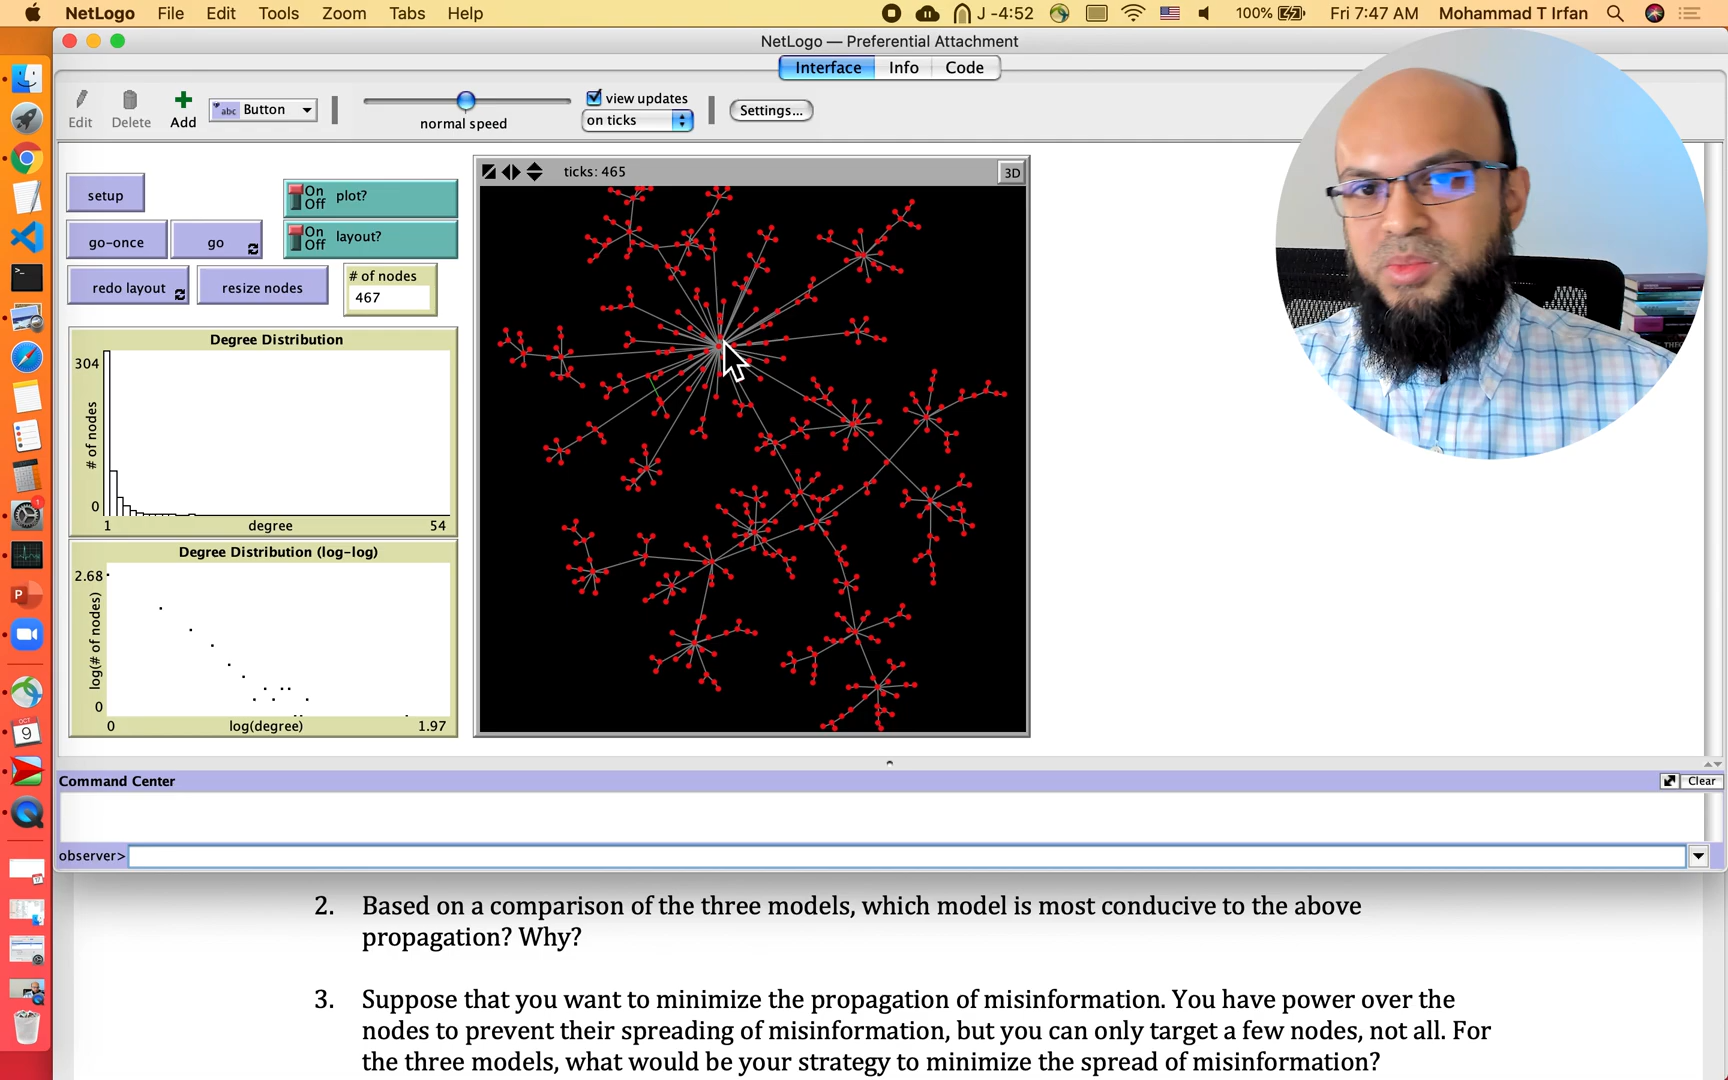 NetLogo File Edit Tools Zoom Tabs Help J -4:52 100% Fri 7:47 AM Mohammad T Irfan
NetLogo — Preferential Attachment
Interface Info Code
Edit Delete Add abc Button normal speed view updates on ticks Settings...
setup
On Off plot?
go-once go
On Off layout?
redo layout resize nodes
# of nodes
467
ticks: 465 3D
Degree Distribution
304
# of nodes
0
1 degree 54
Degree Distribution (log-log)
2.68
log(# of nodes)
0
0 log(degree) 1.97
Command Center Clear
observer>
2. Based on a comparison of the three models, which model is most conducive to the above
propagation? Why?
3. Suppose that you want to minimize the propagation of misinformation. You have power over the
nodes to prevent their spreading of misinformation, but you can only target a few nodes, not all. For
the three models, what would be your strategy to minimize the spread of misinformation?
1
P
OCT
9